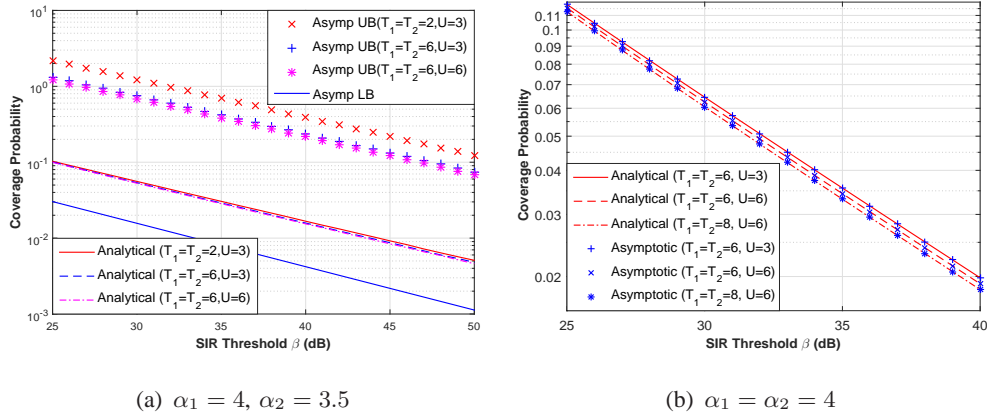 Coverage Probability
10²
10¹
10⁰
10⁻¹
10⁻²
10⁻³
Asymp UB(T₁=T₂=2,U=3)
Asymp UB(T₁=T₂=6,U=3)
Asymp UB(T₁=T₂=6,U=6)
Asymp LB
Analytical (T₁=T₂=2,U=3)
Analytical (T₁=T₂=6,U=3)
Analytical (T₁=T₂=6,U=6)
25 30 35 40 45 50
SIR Threshold β (dB)
(a) α₁ = 4, α₂ = 3.5
Coverage Probability
0.11
0.1
0.09
0.08
0.07
0.06
0.05
0.04
0.03
0.02
Analytical (T₁=T₂=6, U=3)
Analytical (T₁=T₂=6, U=6)
Analytical (T₁=T₂=8, U=6)
Asymptotic (T₁=T₂=6, U=3)
Asymptotic (T₁=T₂=6, U=6)
Asymptotic (T₁=T₂=8, U=6)
25 30 35 40
SIR Threshold β (dB)
(b) α₁ = α₂ = 4